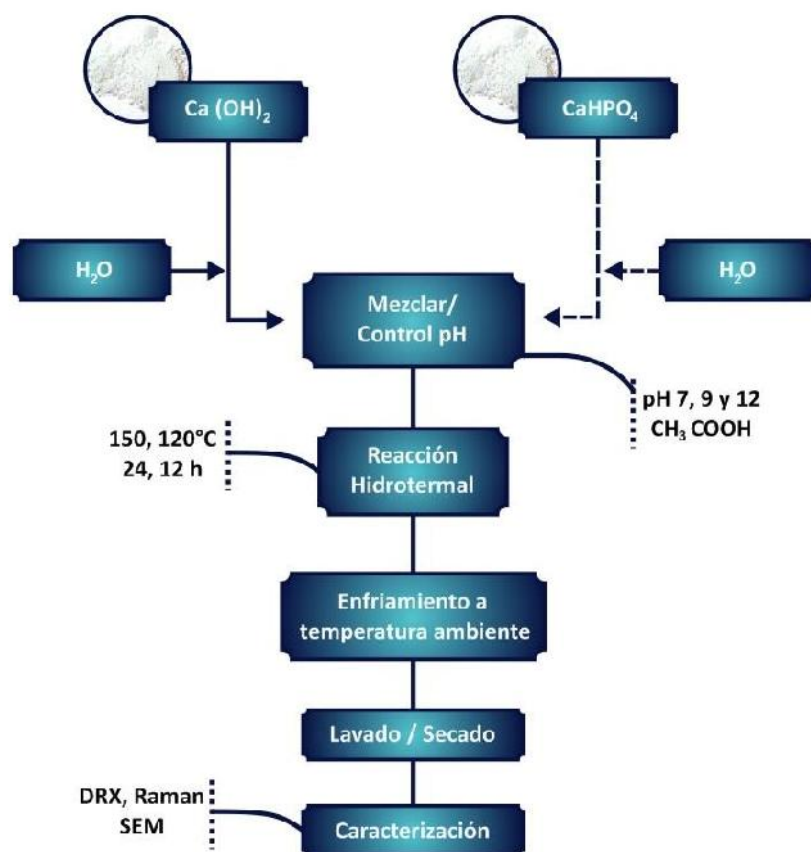 Ca (OH)₂
CaHPO₄
H₂O
H₂O
Mezclar/
Control pH
pH 7, 9 y 12
CH₃ COOH
150, 120°C
24, 12 h
Reacción
Hidrotermal
Enfriamiento a
temperatura ambiente
Lavado / Secado
DRX, Raman
SEM
Caracterización